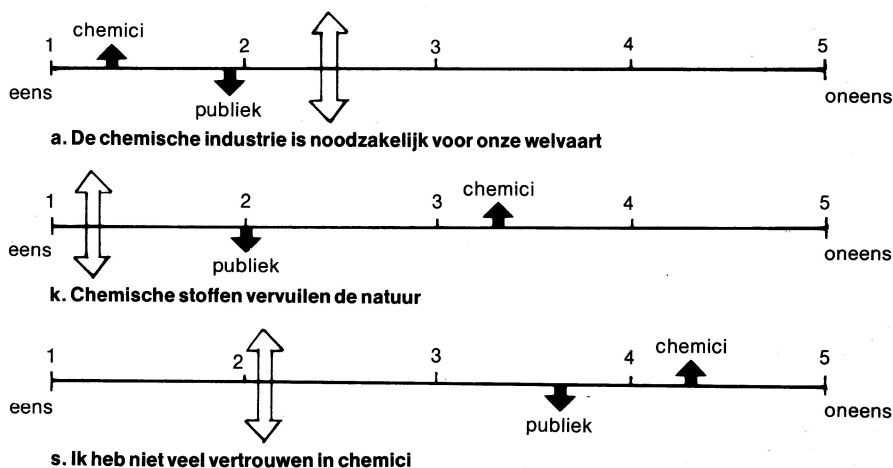 chemici
1 2 3 4 5
eens publiek oneens
a. De chemische industrie is noodzakelijk voor onze welvaart
chemici
1 2 3 4 5
eens publiek oneens
k. Chemische stoffen vervuilen de natuur
chemici
1 2 3 4 5
eens publiek oneens
s. Ik heb niet veel vertrouwen in chemici